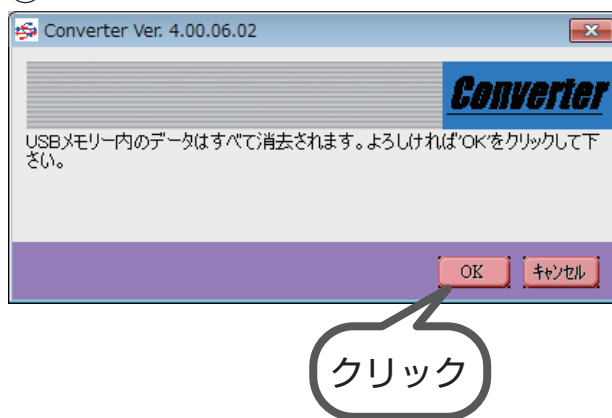 Converter Ver. 4.00.06.02
Converter
USBメモリー内のデータはすべて消去されます。よろしければ'OK'をクリックして下
さい。
OK キャンセル
クリック